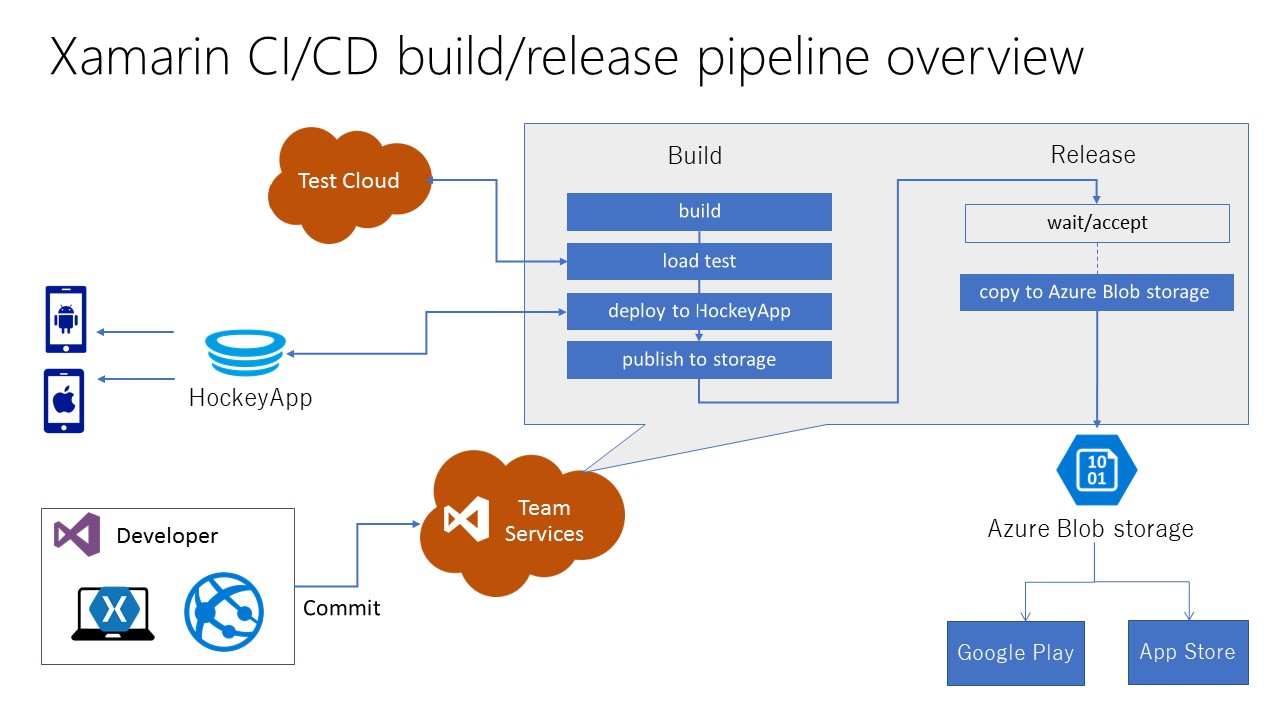 Xamarin CI/CD build/release pipeline overview
Test Cloud
Build
Release
build
load test
deploy to HockeyApp
publish to storage
wait/accept
copy to Azure Blob storage
HockeyApp
Team
Services
Developer
X
Commit
10
01
Azure Blob storage
Google Play
App Store